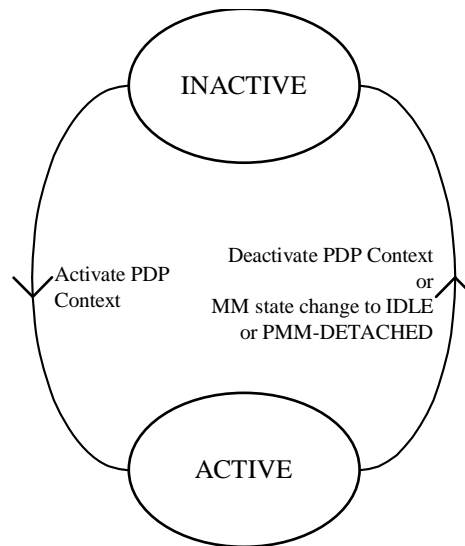 INACTIVE
Activate PDP
Context
Deactivate PDP Context
or
MM state change to IDLE
or PMM-DETACHED
ACTIVE